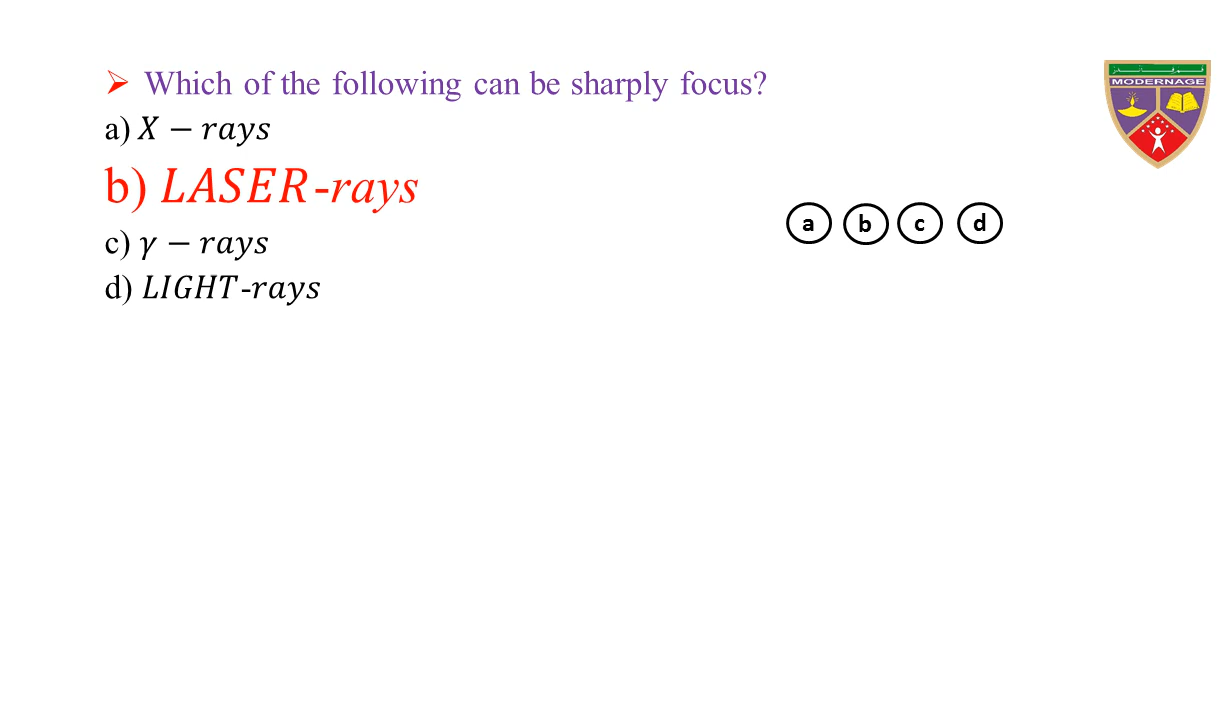 ➢ Which of the following can be sharply focus?
a) 𝑋 − 𝑟𝑎𝑦𝑠
b) 𝐿𝐴𝑆𝐸𝑅-rays
c) 𝛾 − 𝑟𝑎𝑦𝑠
d) 𝐿𝐼𝐺𝐻𝑇-𝑟𝑎𝑦𝑠
a b c d
MODERNAGE